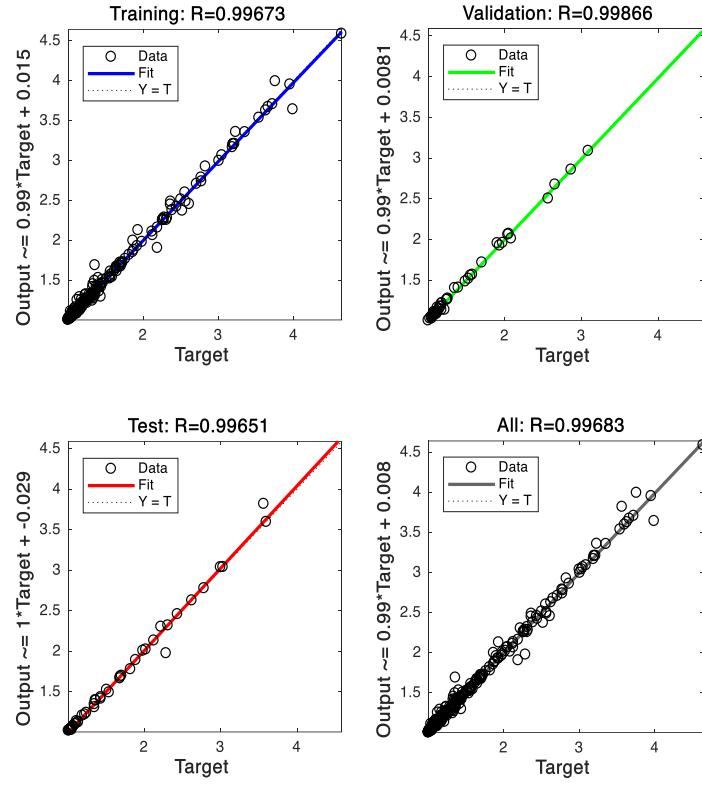 Training: R=0.99673
Output ~= 0.99*Target + 0.015
4.5
4
3.5
3
2.5
2
1.5
Data
Fit
Y = T
2
3
4
Target
Validation: R=0.99866
Output ~= 0.99*Target + 0.0081
4.5
4
3.5
3
2.5
2
1.5
Data
Fit
Y = T
2
3
4
Target
Test: R=0.99651
Output ~= 1*Target + -0.029
4.5
4
3.5
3
2.5
2
1.5
Data
Fit
Y = T
2
3
4
Target
All: R=0.99683
Output ~= 0.99*Target + 0.008
4.5
4
3.5
3
2.5
2
1.5
Data
Fit
Y = T
2
3
4
Target